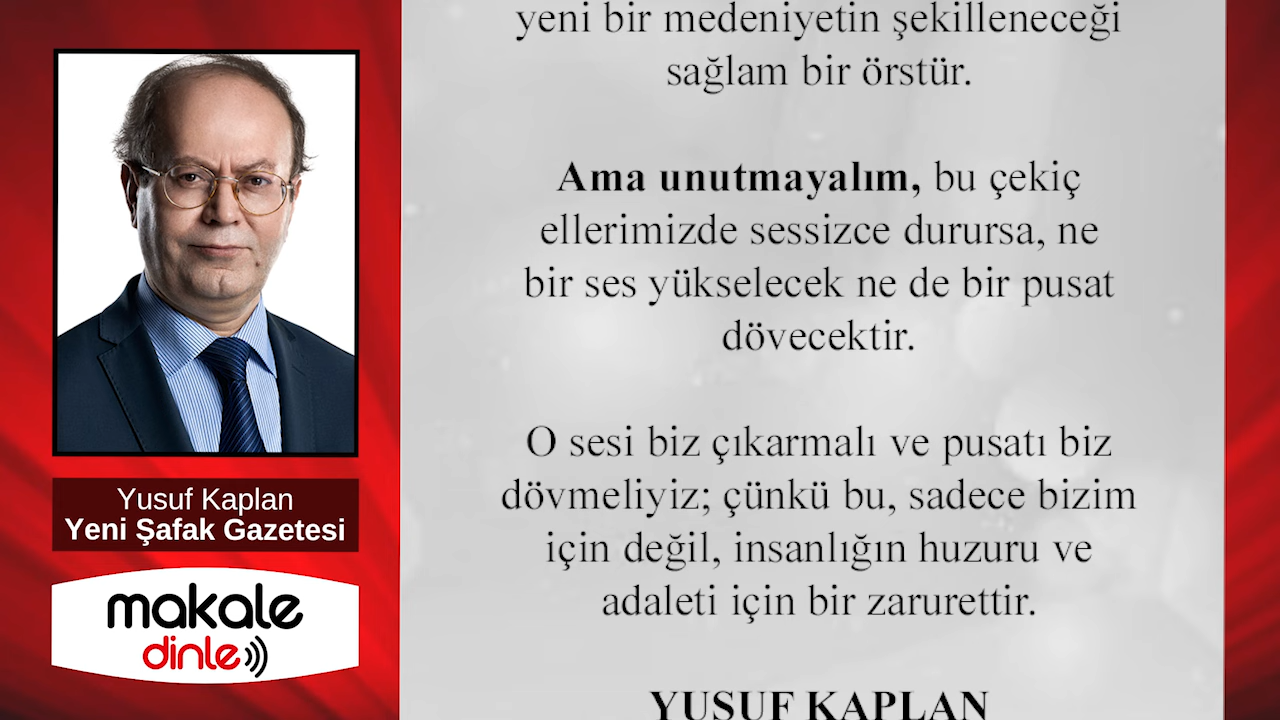 yeni bir medeniyetin şekilleneceği
sağlam bir örstür.
Ama unutmayalım, bu çekiç
ellerimizde sessizce durursa, ne
bir ses yükselecek ne de bir pusat
dövecektir.
O sesi biz çıkarmalı ve pusatı biz
dövmeliyiz; çünkü bu, sadece bizim
için değil, insanlığın huzuru ve
adaleti için bir zarurettir.
YUSUF KAPLAN
Yusuf Kaplan
Yeni Şafak Gazetesi
makale
dinle